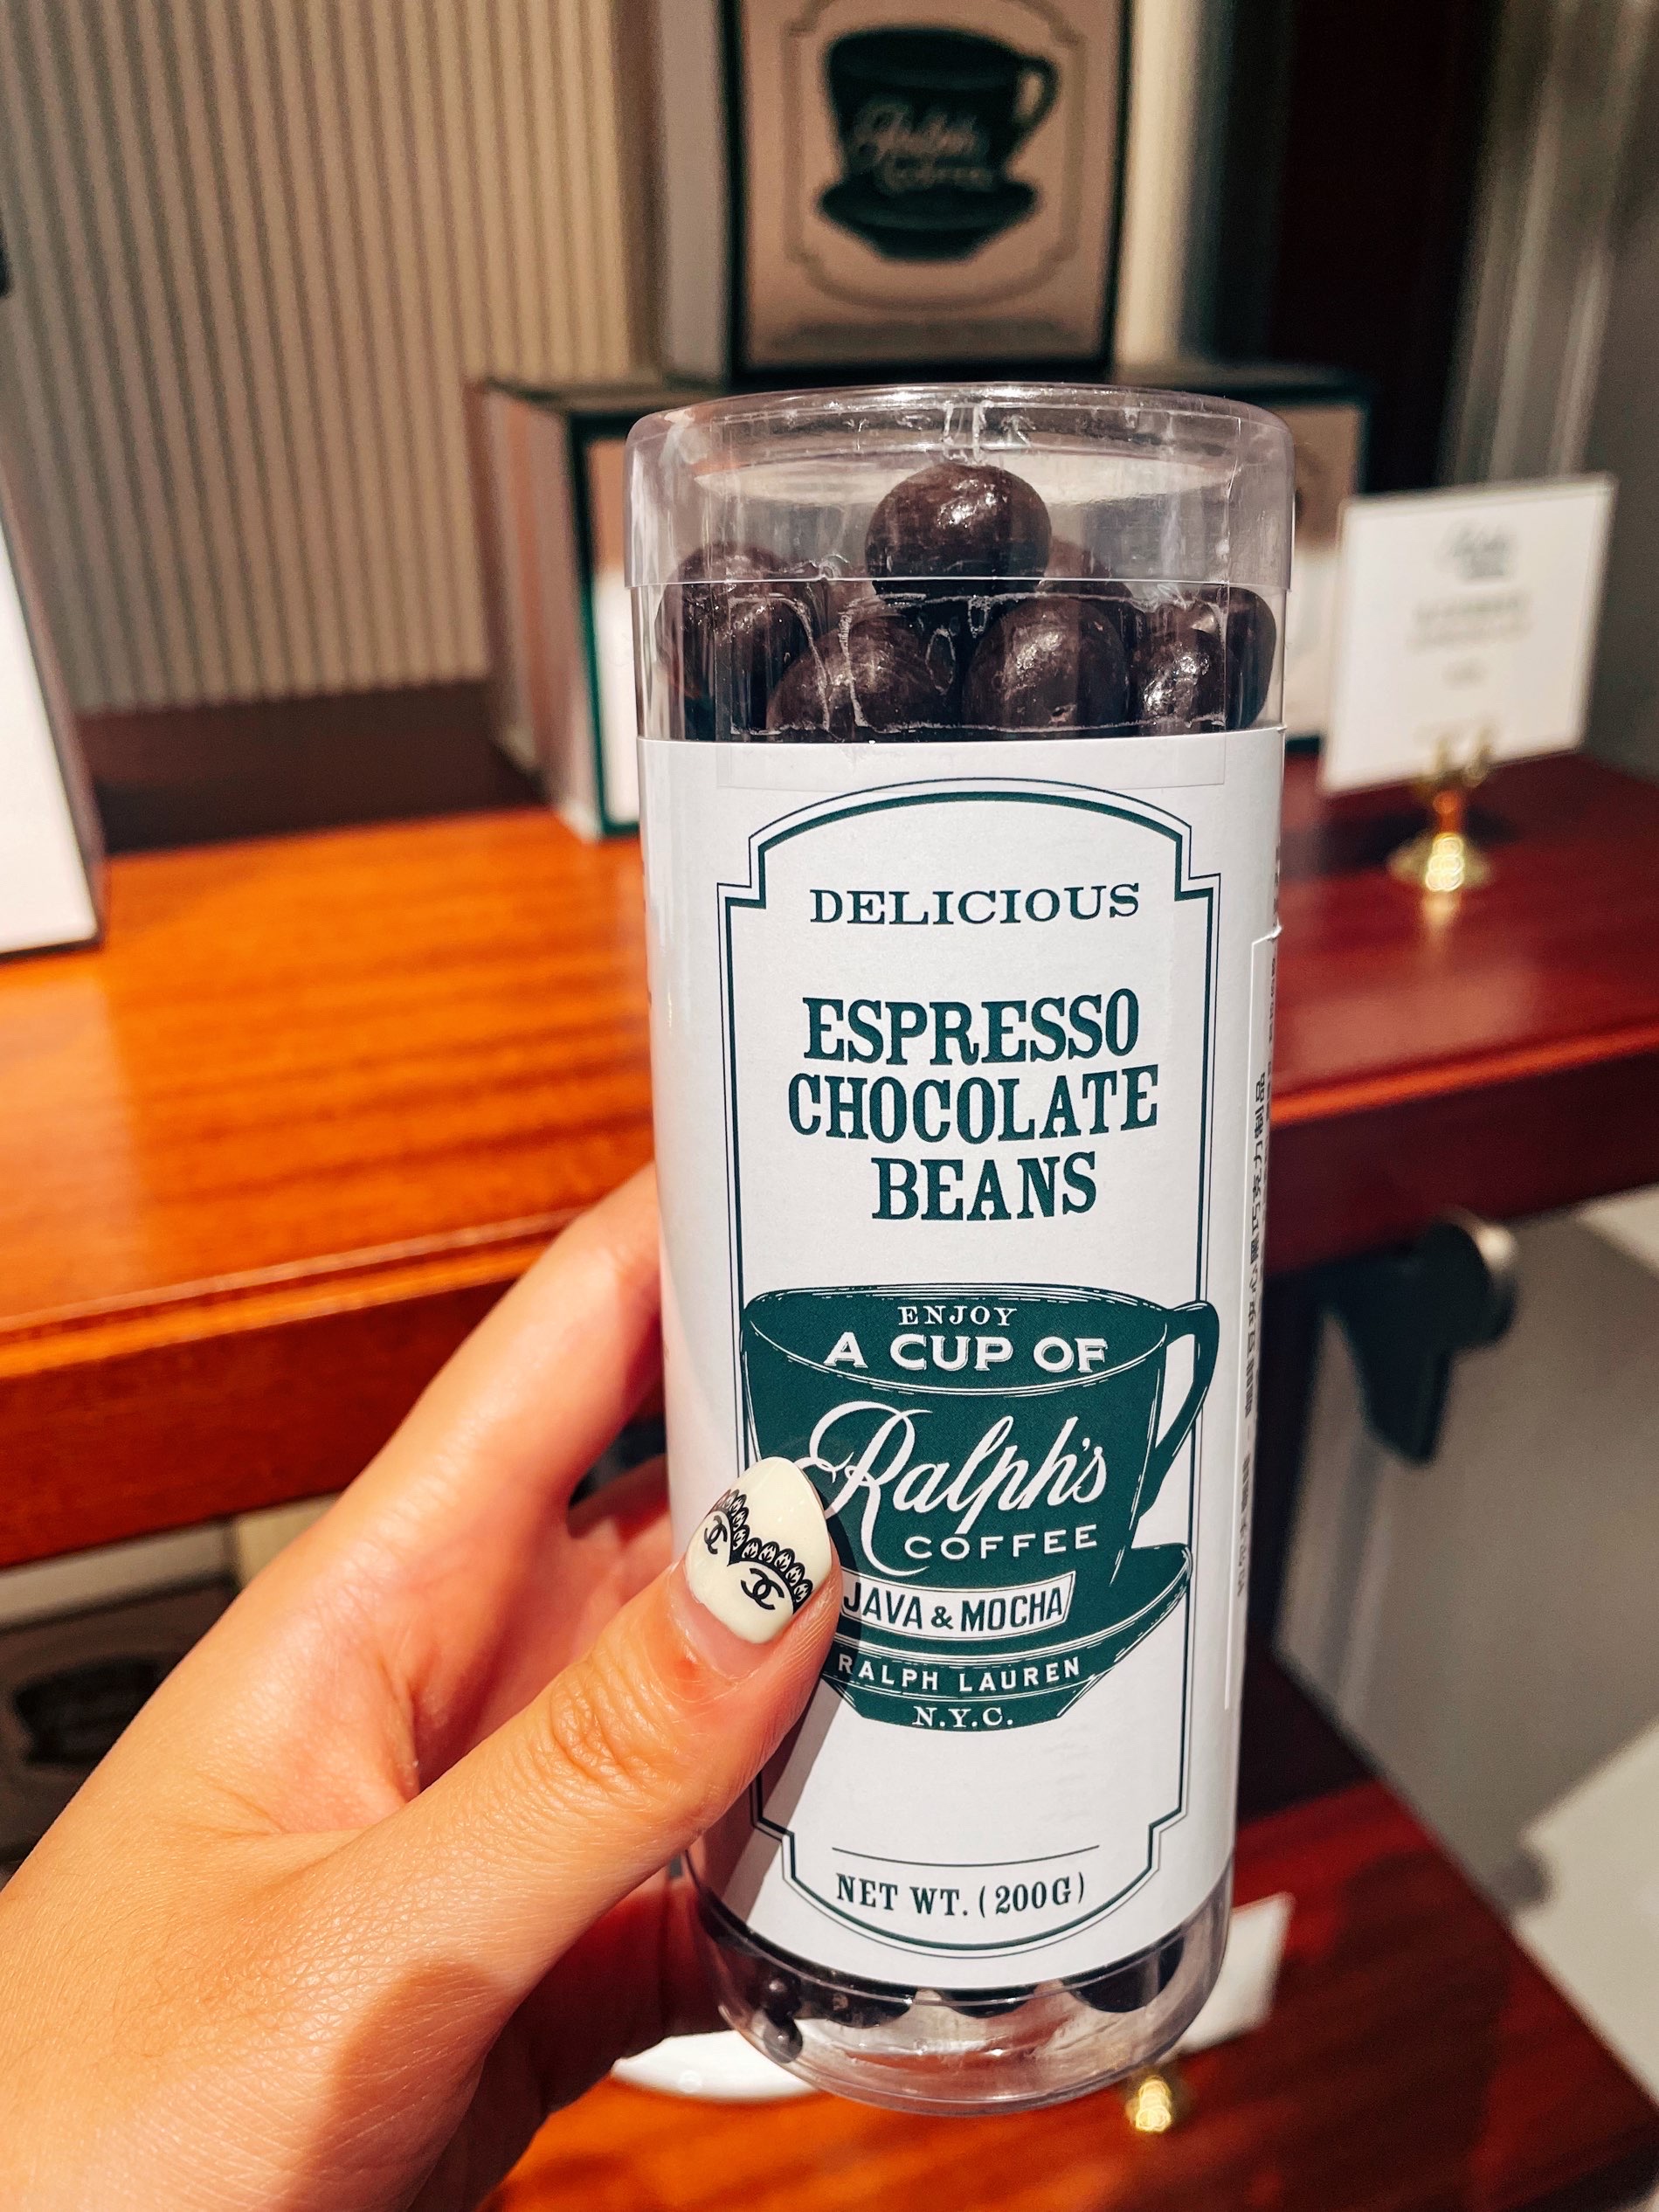 DELICIOUS
ESPRESSO
CHOCOLATE
BEANS
ENJOY
A CUP OF
Ralph's
COFFEE
JAVA & MOCHA
RALPH LAUREN
N.Y.C.
NET WT. (200G)